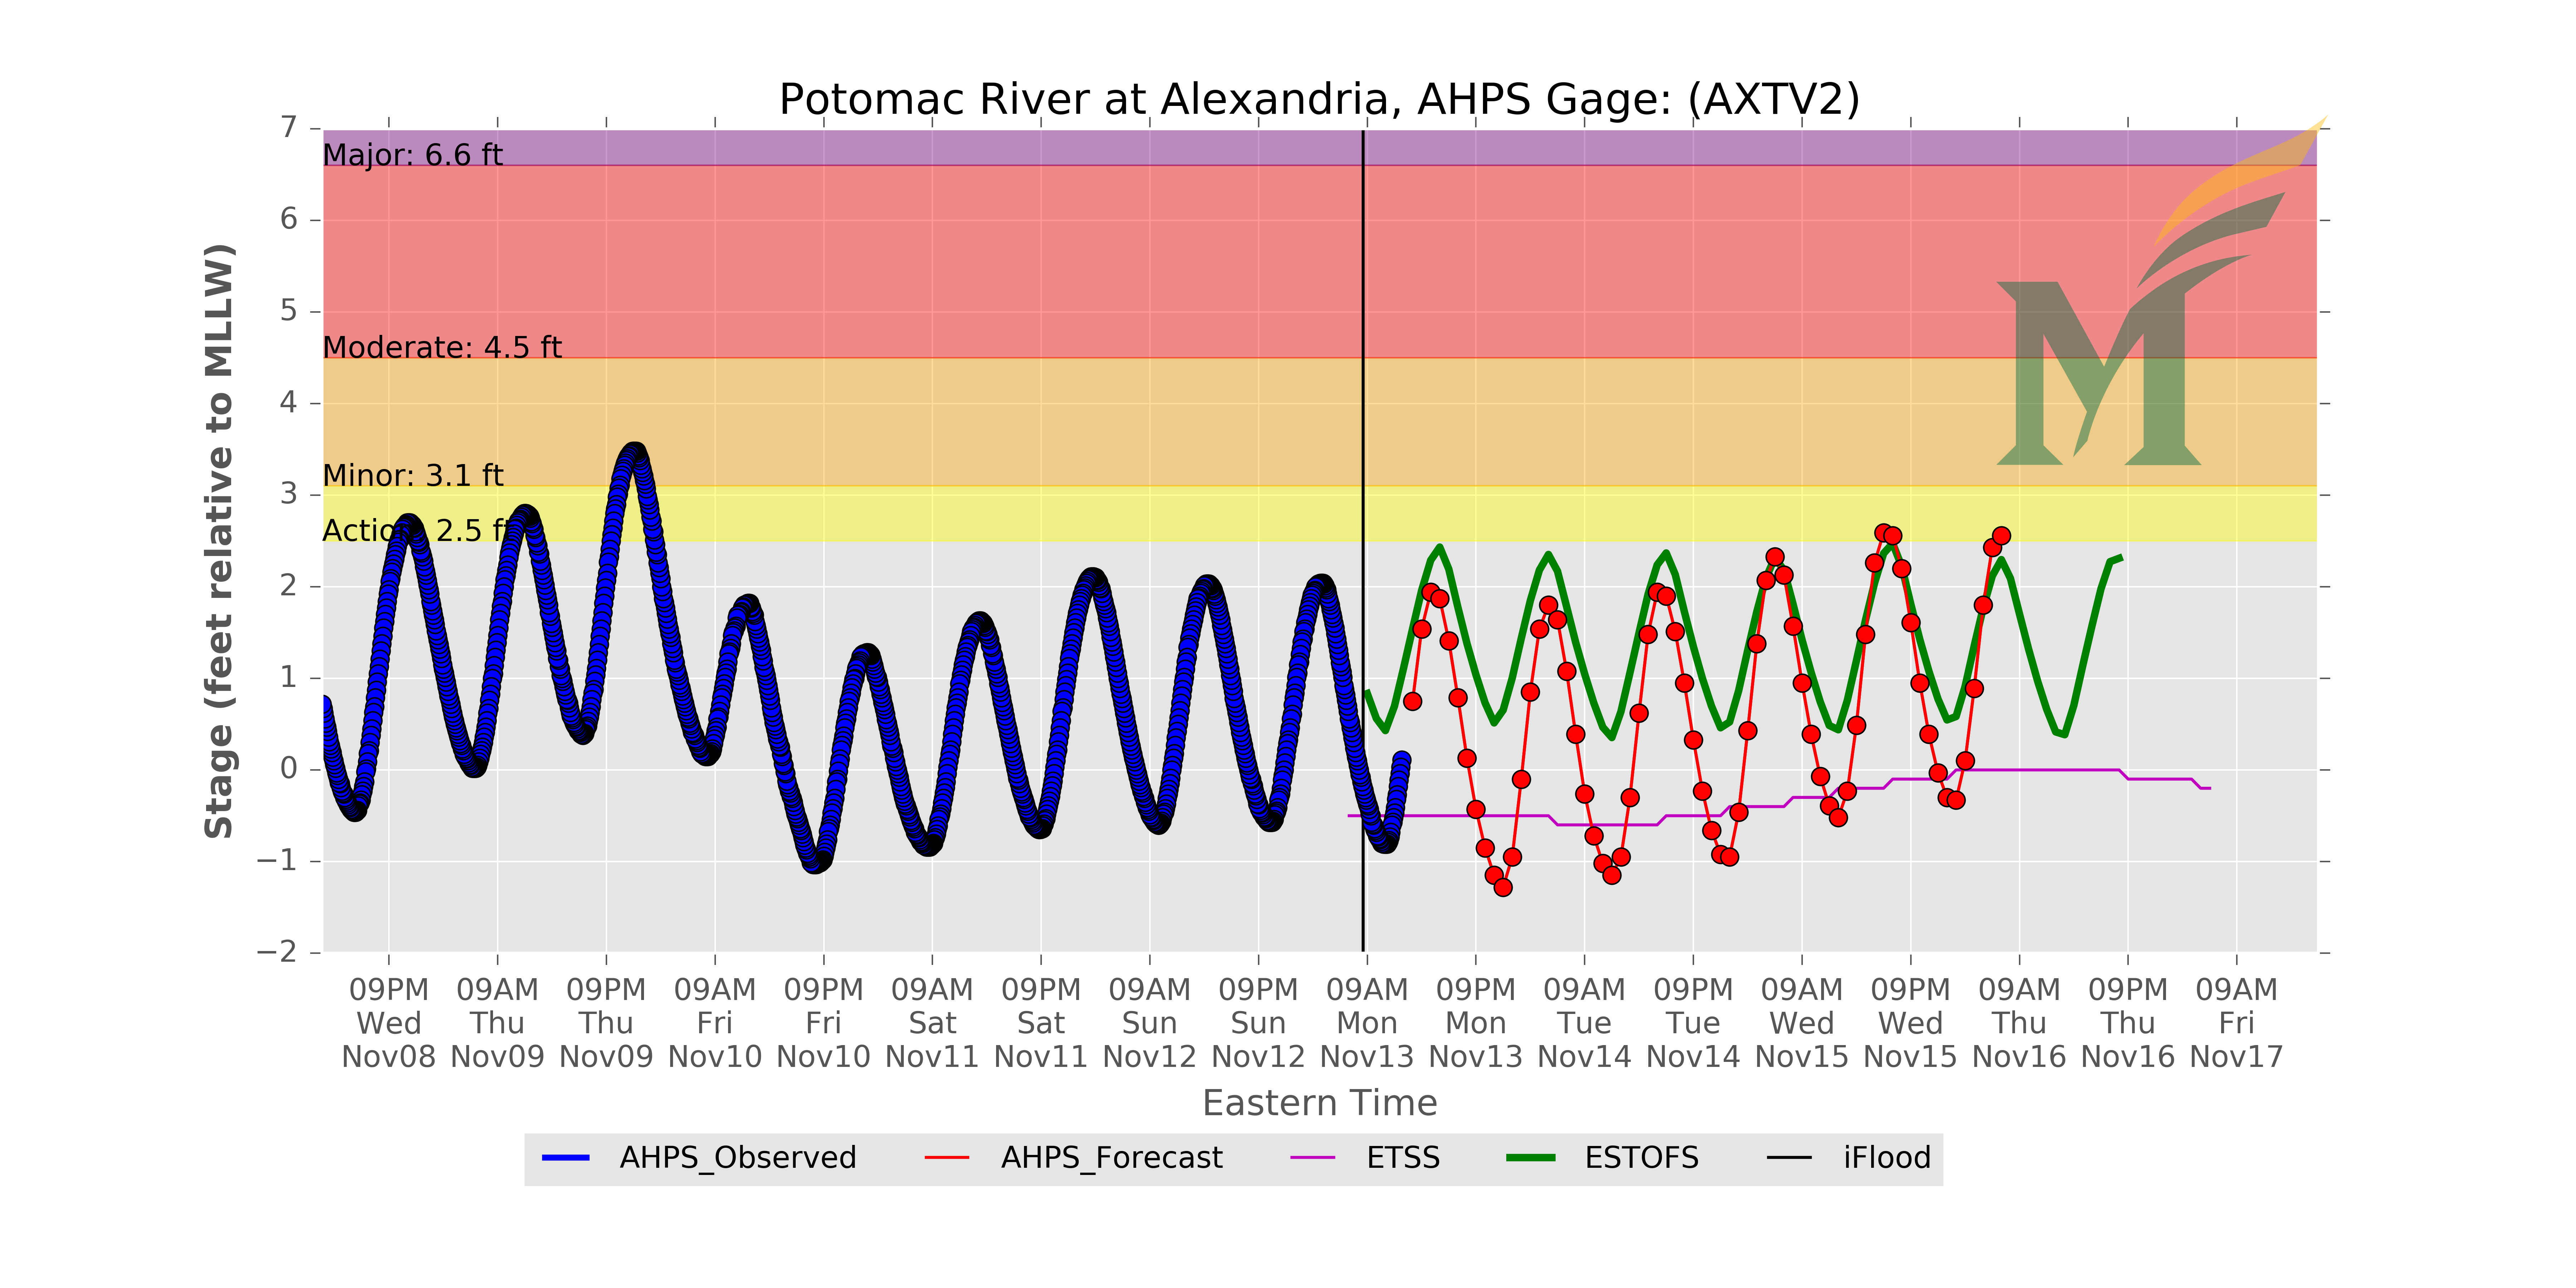 Potomac River at Alexandria, AHPS Gage: (AXTV2)
7
6
5
4
3
2
1
0
−1
−2
Stage (feet relative to MLLW)
Major: 6.6 ft
Moderate: 4.5 ft
Minor: 3.1 ft
Action: 2.5 ft
09PM 09AM 09PM 09AM 09PM 09AM 09PM 09AM 09PM 09AM 09PM 09AM 09PM 09AM 09PM 09AM 09PM 09AM
Wed Thu Thu Fri Fri Sat Sat Sun Sun Mon Mon Tue Tue Wed Wed Thu Thu Fri
Nov08 Nov09 Nov09 Nov10 Nov10 Nov11 Nov11 Nov12 Nov12 Nov13 Nov13 Nov14 Nov14 Nov15 Nov15 Nov16 Nov16 Nov17
Eastern Time
AHPS_Observed AHPS_Forecast ETSS ESTOFS iFlood
M